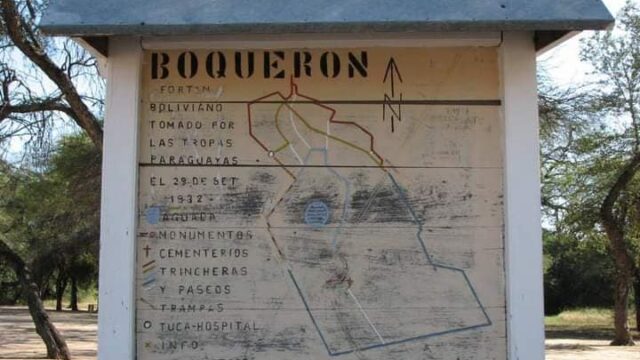 BOQUERON
FORTIN
BOLIVIANO
TOMADO POR
LAS TROPAS
PARAGUAYAS
EL 29-DE SET
1932-
AGUADA
MONUMENTOS
CEMENTERIOS
TRINCHERAS
Y PASEOS
TRAMPAS
TUCA-HOSPITAL
INFO.
N